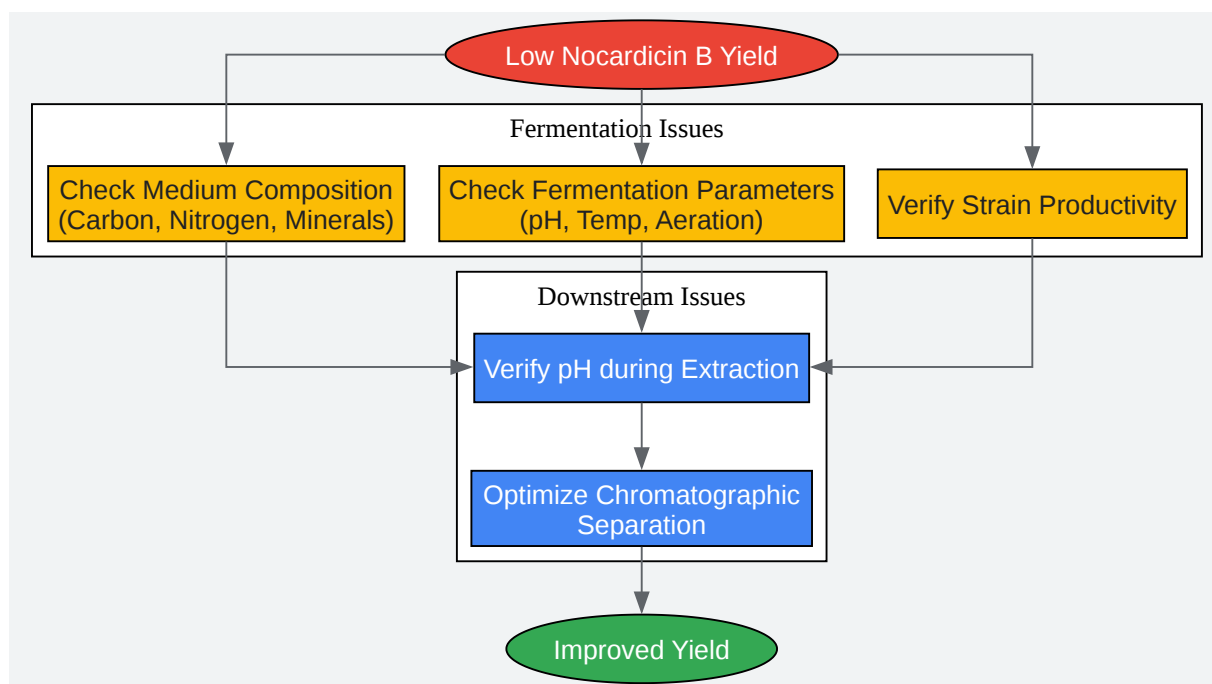 Low Nocardicin B Yield
Fermentation Issues
Check Medium Composition
(Carbon, Nitrogen, Minerals)
Check Fermentation Parameters
(pH, Temp, Aeration)
Verify Strain Productivity
Downstream Issues
Verify pH during Extraction
Optimize Chromatographic
Separation
Improved Yield